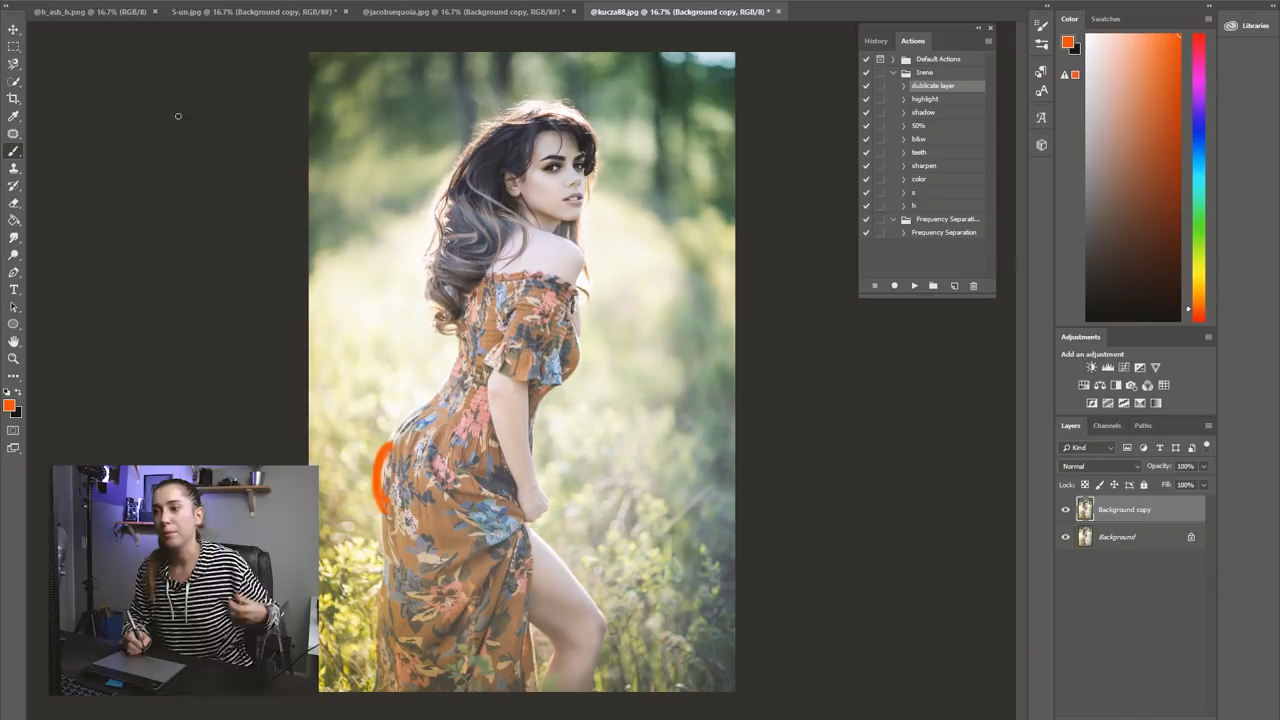 @h_ash_h.png @ 16.7% (RGB/8) ×
5-un.jpg @ 16.7% (Background copy, RGB/8#) * ×
@jacobsequoia.jpg @ 16.7% (Background copy, RGB/8#) * ×
@kucza88.jpg @ 16.7% (Background copy, RGB/8) * ×
History
Actions
Default Actions
Irene
dublicate layer
highlight
shadow
50%
b&w
teeth
sharpen
color
s
h
Frequency Separati...
Frequency Separation
Color
Swatches
Libraries
Adjustments
Add an adjustment
Layers
Channels
Paths
Kind
Normal
Opacity: 100%
Lock:
Fill: 100%
Background copy
Background